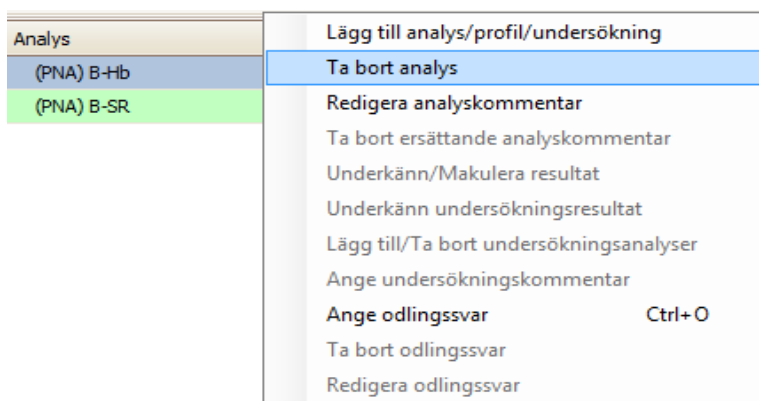 Analys
(PNA) B-Hb
(PNA) B-SR
Lägg till analys/profil/undersökning
Ta bort analys
Redigera analyskommentar
Ta bort ersättande analyskommentar
Underkänn/Makulera resultat
Underkänn undersökningsresultat
Lägg till/Ta bort undersökningsanalyser
Ange undersökningskommentar
Ange odlingssvar Ctrl+O
Ta bort odlingssvar
Redigera odlingssvar